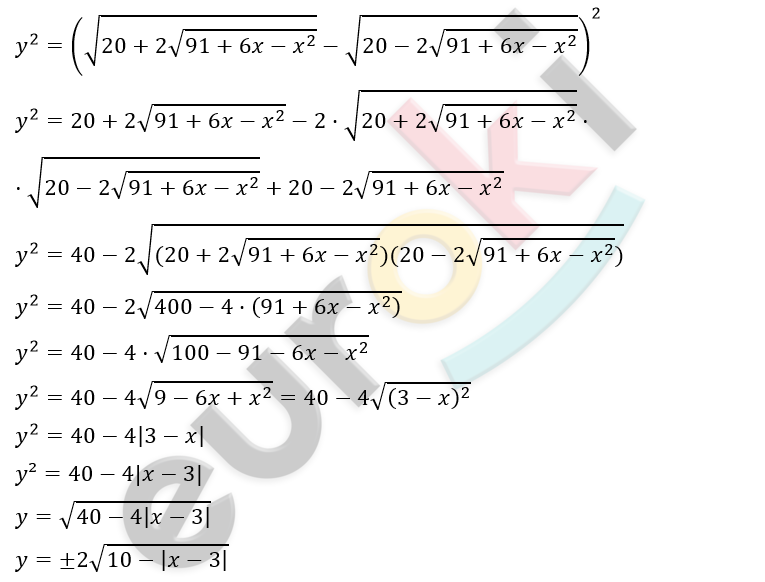 y² = (√(20 + 2√(91 + 6x − x²)) − √(20 − 2√(91 + 6x − x²)))²
y² = 20 + 2√(91 + 6x − x²) − 2 · √(20 + 2√(91 + 6x − x²)) ·
· √(20 − 2√(91 + 6x − x²)) + 20 − 2√(91 + 6x − x²)
y² = 40 − 2√((20 + 2√(91 + 6x − x²))(20 − 2√(91 + 6x − x²)))
y² = 40 − 2√(400 − 4 · (91 + 6x − x²))
y² = 40 − 4 · √(100 − 91 − 6x − x²)
y² = 40 − 4√(9 − 6x + x²) = 40 − 4√((3 − x)²)
y² = 40 − 4|3 − x|
y² = 40 − 4|x − 3|
y = √(40 − 4|x − 3|)
y = ±2√(10 − |x − 3|)
euroki